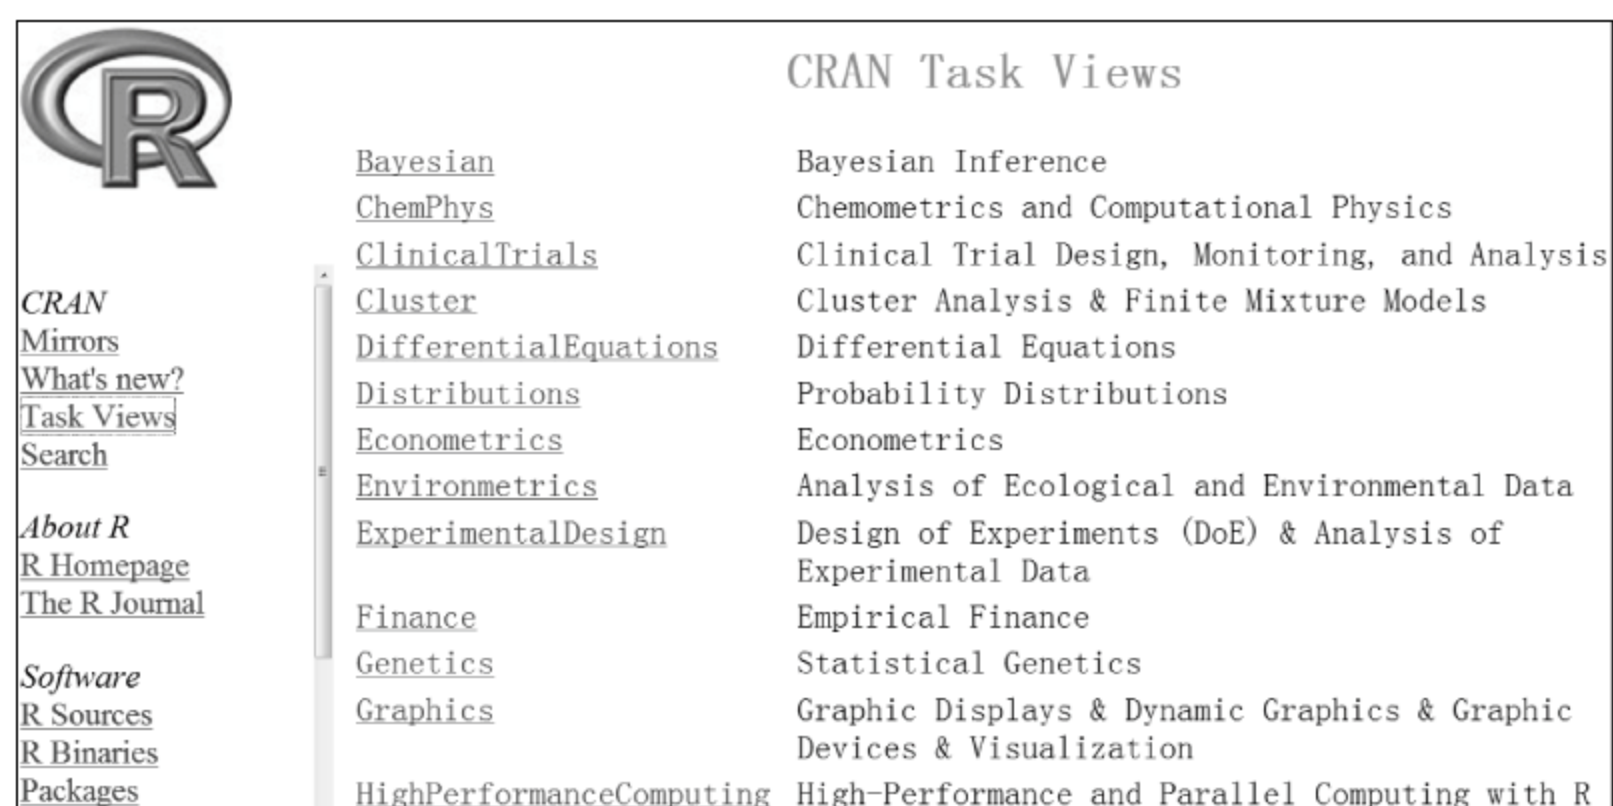 R
CRAN
Mirrors
What's new?
Task Views
Search
About R
R Homepage
The R Journal
Software
R Sources
R Binaries
Packages
CRAN Task Views
Bayesian Bayesian Inference
ChemPhys Chemometrics and Computational Physics
ClinicalTrials Clinical Trial Design, Monitoring, and Analysis
Cluster Cluster Analysis & Finite Mixture Models
DifferentialEquations Differential Equations
Distributions Probability Distributions
Econometrics Econometrics
Environmetrics Analysis of Ecological and Environmental Data
ExperimentalDesign Design of Experiments (DoE) & Analysis of
Experimental Data
Finance Empirical Finance
Genetics Statistical Genetics
Graphics Graphic Displays & Dynamic Graphics & Graphic
Devices & Visualization
HighPerformanceComputing High-Performance and Parallel Computing with R